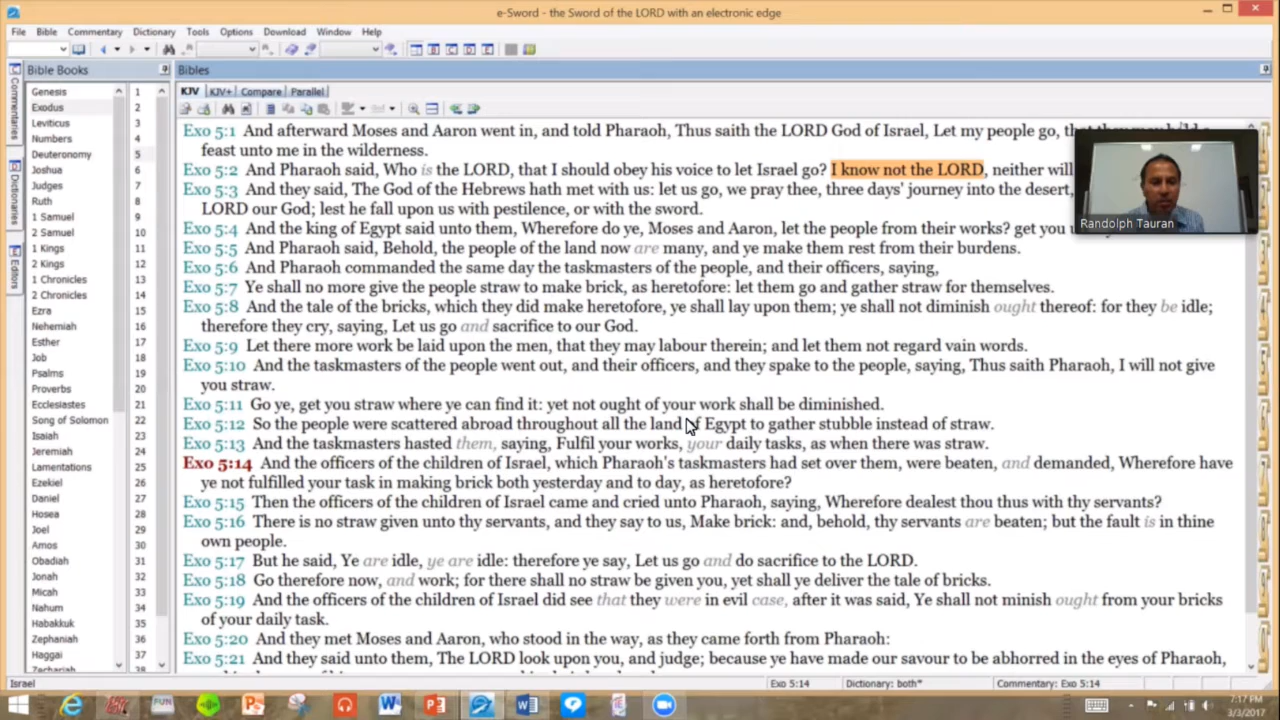 e-Sword - the Sword of the LORD with an electronic edge
File Bible Commentary Dictionary Tools Options Download Window Help
Bible Books
Bibles
KJV KJV+ Compare Parallel
Commentaries
Dictionaries
Editors
Genesis 1
Exodus 2
Leviticus 3
Numbers 4
Deuteronomy 5
Joshua 6
Judges 7
Ruth 8
1 Samuel 9
2 Samuel 10
1 Kings 11
2 Kings 12
1 Chronicles 13
2 Chronicles 14
Ezra 15
Nehemiah 16
Esther 17
Job 18
Psalms 19
Proverbs 20
Ecclesiastes 21
Song of Solomon 22
Isaiah 23
Jeremiah 24
Lamentations 25
Ezekiel 26
Daniel 27
Hosea 28
Joel 29
Amos 30
Obadiah 31
Jonah 32
Micah 33
Nahum 34
Habakkuk 35
Zephaniah 36
Haggai 37
Zechariah 38
Exo 5:1 And afterward Moses and Aaron went in, and told Pharaoh, Thus saith the LORD God of Israel, Let my people go,
feast unto me in the wilderness.
Exo 5:2 And Pharaoh said, Who is the LORD, that I should obey his voice to let Israel go? I know not the LORD, neither will
Exo 5:3 And they said, The God of the Hebrews hath met with us: let us go, we pray thee, three days' journey into the desert,
LORD our God; lest he fall upon us with pestilence, or with the sword.
Exo 5:4 And the king of Egypt said unto them, Wherefore do ye, Moses and Aaron, let the people from their works? get you
Exo 5:5 And Pharaoh said, Behold, the people of the land now are many, and ye make them rest from their burdens.
Exo 5:6 And Pharaoh commanded the same day the taskmasters of the people, and their officers, saying,
Exo 5:7 Ye shall no more give the people straw to make brick, as heretofore: let them go and gather straw for themselves.
Exo 5:8 And the tale of the bricks, which they did make heretofore, ye shall lay upon them; ye shall not diminish ought thereof: for they be idle;
therefore they cry, saying, Let us go and sacrifice to our God.
Exo 5:9 Let there more work be laid upon the men, that they may labour therein; and let them not regard vain words.
Exo 5:10 And the taskmasters of the people went out, and their officers, and they spake to the people, saying, Thus saith Pharaoh, I will not give
you straw.
Exo 5:11 Go ye, get you straw where ye can find it: yet not ought of your work shall be diminished.
Exo 5:12 So the people were scattered abroad throughout all the land of Egypt to gather stubble instead of straw.
Exo 5:13 And the taskmasters hasted them, saying, Fulfil your works, your daily tasks, as when there was straw.
Exo 5:14 And the officers of the children of Israel, which Pharaoh's taskmasters had set over them, were beaten, and demanded, Wherefore have
ye not fulfilled your task in making brick both yesterday and to day, as heretofore?
Exo 5:15 Then the officers of the children of Israel came and cried unto Pharaoh, saying, Wherefore dealest thou thus with thy servants?
Exo 5:16 There is no straw given unto thy servants, and they say to us, Make brick: and, behold, thy servants are beaten; but the fault is in thine
own people.
Exo 5:17 But he said, Ye are idle, ye are idle: therefore ye say, Let us go and do sacrifice to the LORD.
Exo 5:18 Go therefore now, and work; for there shall no straw be given you, yet shall ye deliver the tale of bricks.
Exo 5:19 And the officers of the children of Israel did see that they were in evil case, after it was said, Ye shall not minish ought from your bricks
of your daily task.
Exo 5:20 And they met Moses and Aaron, who stood in the way, as they came forth from Pharaoh:
Exo 5:21 And they said unto them, The LORD look upon you, and judge; because ye have made our savour to be abhorred in the eyes of Pharaoh,
Randolph Tauran
Israel Exo 5:14 Dictionary: both* Commentary: Exo 5:14
FUN
7:17 PM
3/3/2017